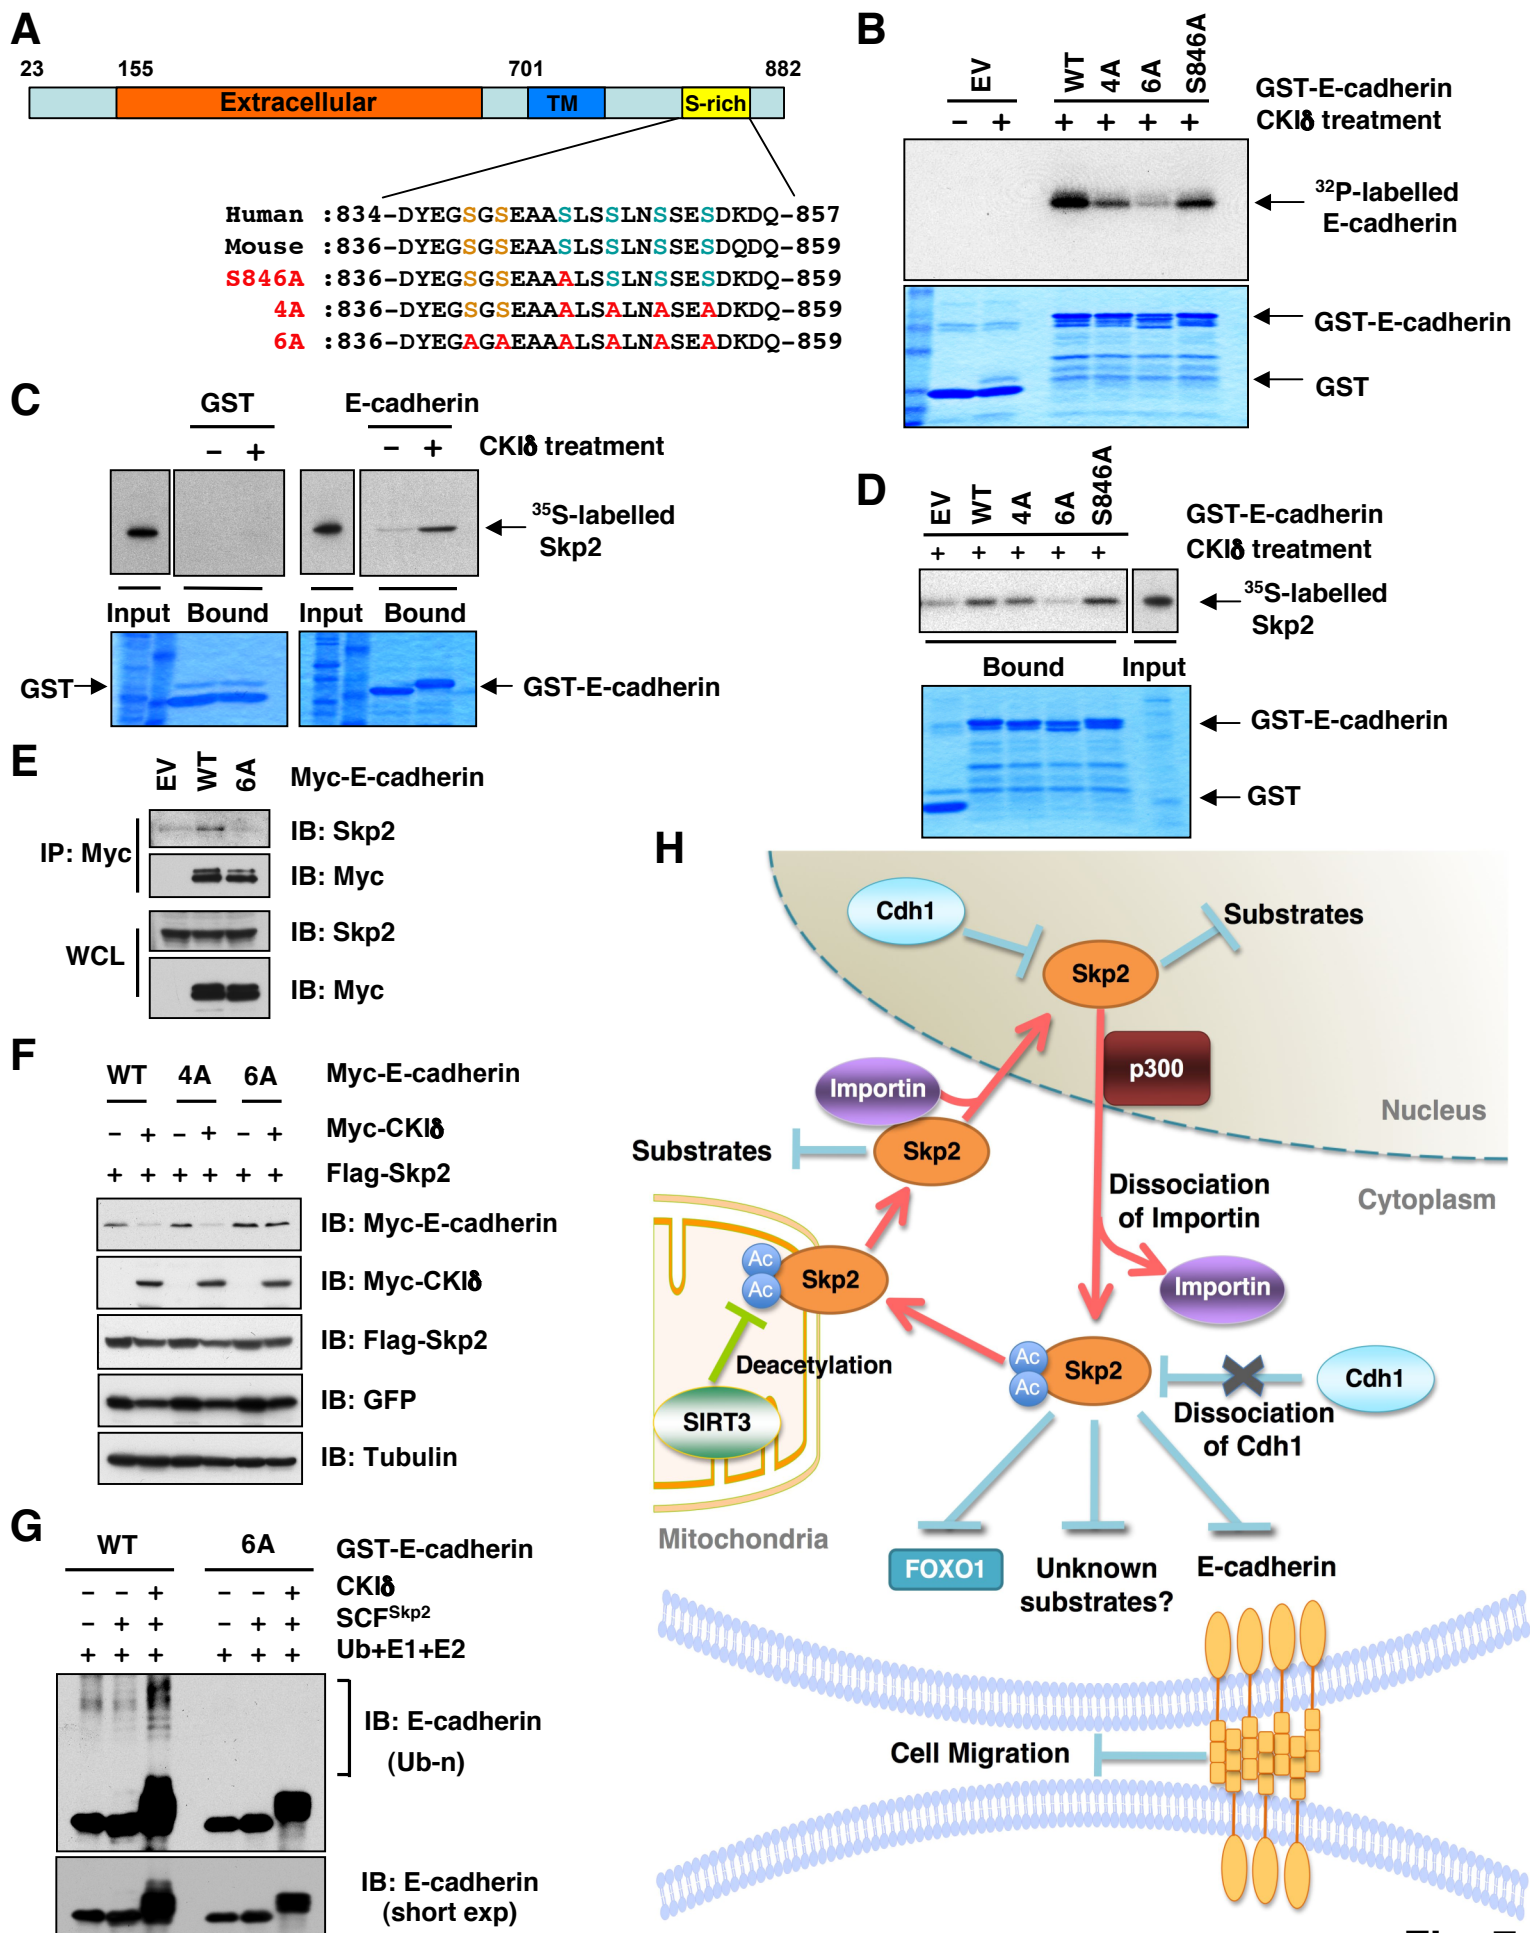 A
23 155 701 882
Extracellular TM S-rich
Human :834-DYEGSGSEAASLSSLNSSESDKDQ-857
Mouse :836-DYEGSGSEAASLSSLNSSESDQDQ-859
S846A :836-DYEGSGSEAAALSSLNSSESDKDQ-859
4A :836-DYEGSGSEAAALSALNASEADKDQ-859
6A :836-DYEGAGAEAAALSALNASEADKDQ-859
B
EV WT 4A 6A S846A
GST-E-cadherin
− + + + + + CKIδ treatment
32P-labelled
E-cadherin
GST-E-cadherin
GST
C
GST E-cadherin
− + − + CKIδ treatment
35S-labelled
Skp2
Input Bound Input Bound
GST
GST-E-cadherin
D
EV WT 4A 6A S846A
GST-E-cadherin
+ + + + + CKIδ treatment
35S-labelled
Skp2
Bound Input
GST-E-cadherin
GST
E
EV WT 6A Myc-E-cadherin
IP: Myc
IB: Skp2
IB: Myc
WCL
IB: Skp2
IB: Myc
F
WT 4A 6A Myc-E-cadherin
− + − + − + Myc-CKIδ
+ + + + + + Flag-Skp2
IB: Myc-E-cadherin
IB: Myc-CKIδ
IB: Flag-Skp2
IB: GFP
IB: Tubulin
G
WT 6A GST-E-cadherin
− − + − − + CKIδ
− + + − + + SCFSkp2
+ + + + + + Ub+E1+E2
IB: E-cadherin
(Ub-n)
IB: E-cadherin
(short exp)
H
Cdh1
Substrates
Skp2
p300
Importin
Nucleus
Substrates
Skp2
Cytoplasm
Dissociation
of Importin
Ac
Ac
Skp2
Importin
Deacetylation
Ac
Ac
Skp2
Cdh1
SIRT3
Dissociation
of Cdh1
Mitochondria
FOXO1
Unknown
substrates?
E-cadherin
Cell Migration